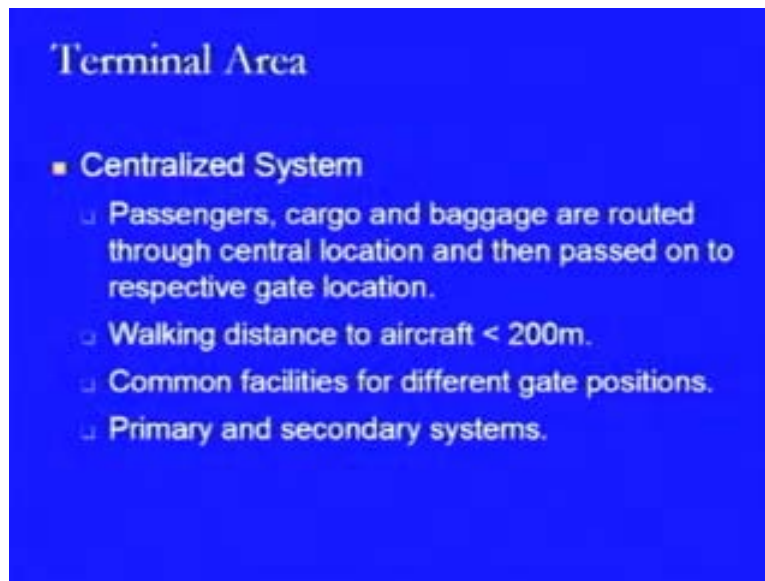 Terminal Area
Centralized System
Passengers, cargo and baggage are routed
through central location and then passed on to
respective gate location.
Walking distance to aircraft < 200m.
Common facilities for different gate positions.
Primary and secondary systems.